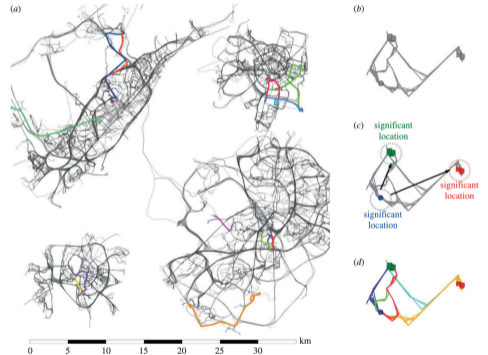 (a)
(b)
(c)
significant
location
significant
location
significant
location
(d)
km
0 5 10 15 20 25 30